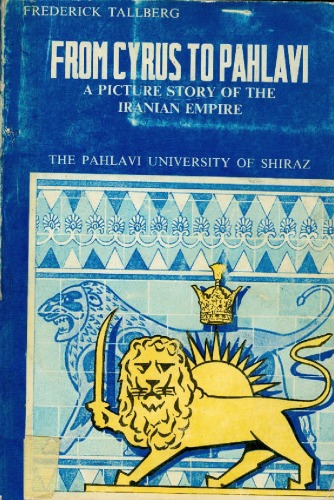 FREDERICK TALLBERG
FROM CYRUS TO PAHLAVI
A PICTURE STORY OF THE
IRANIAN EMPIRE
THE PAHLAVI UNIVERSITY OF SHIRAZ